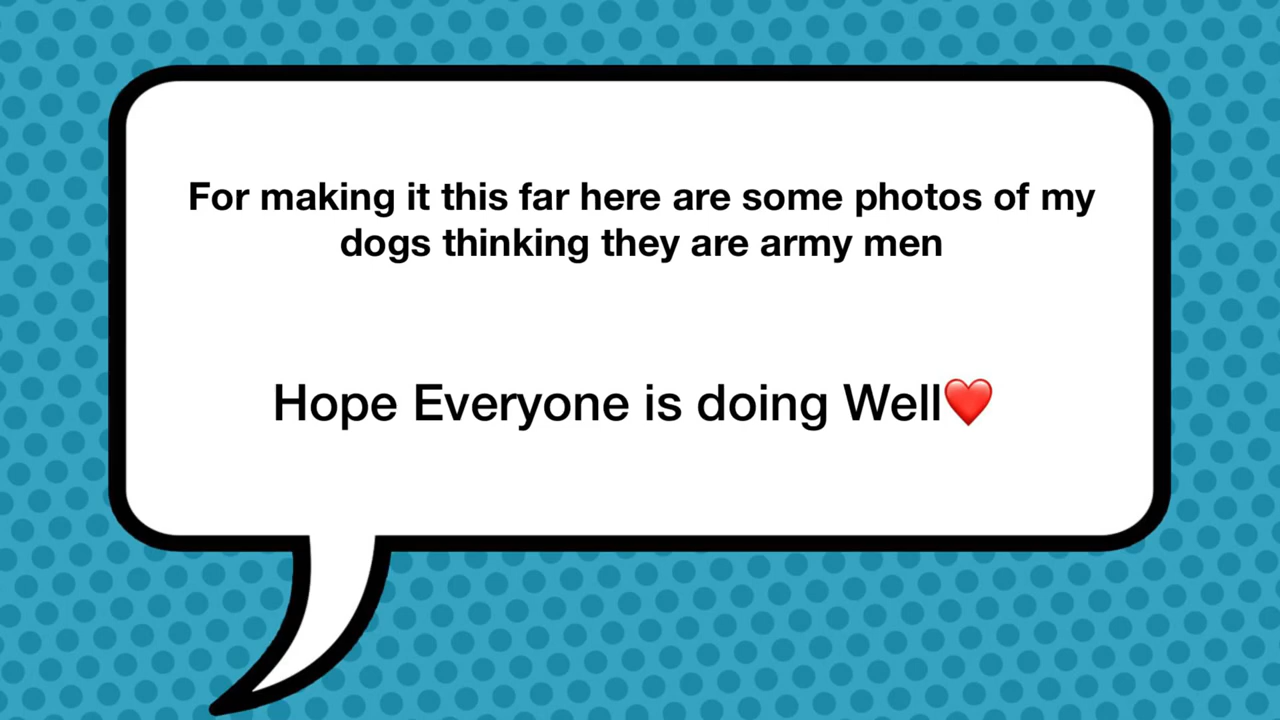 For making it this far here are some photos of my
dogs thinking they are army men
Hope Everyone is doing Well❤️